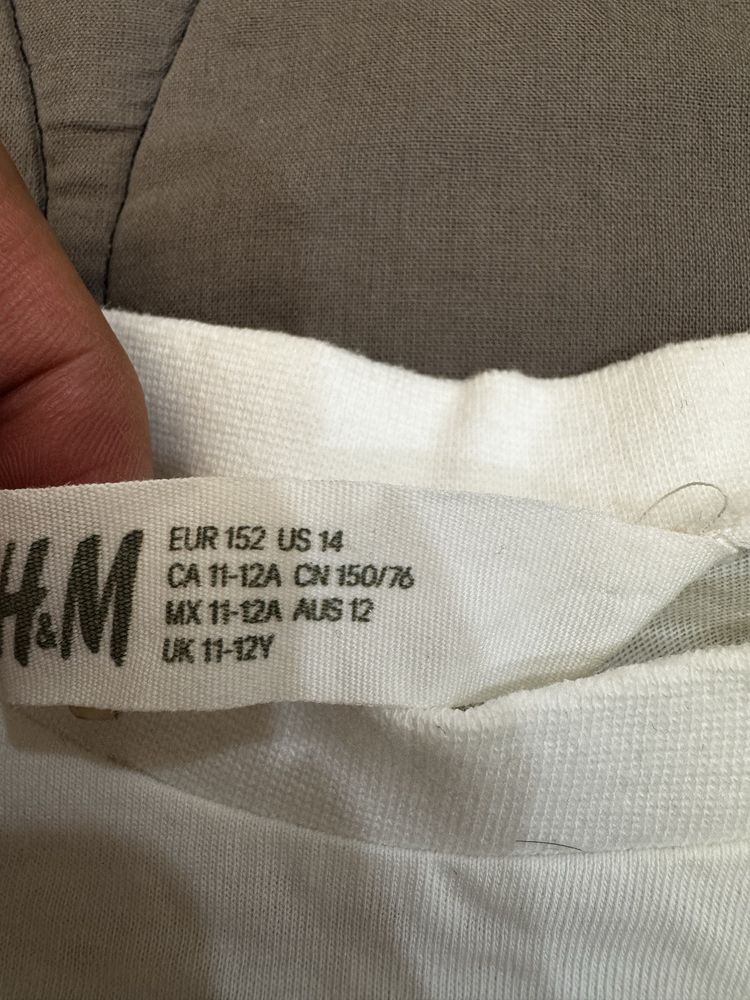 H&M
EUR 152 US 14
CA 11-12A CN 150/76
MX 11-12A AUS 12
UK 11-12Y